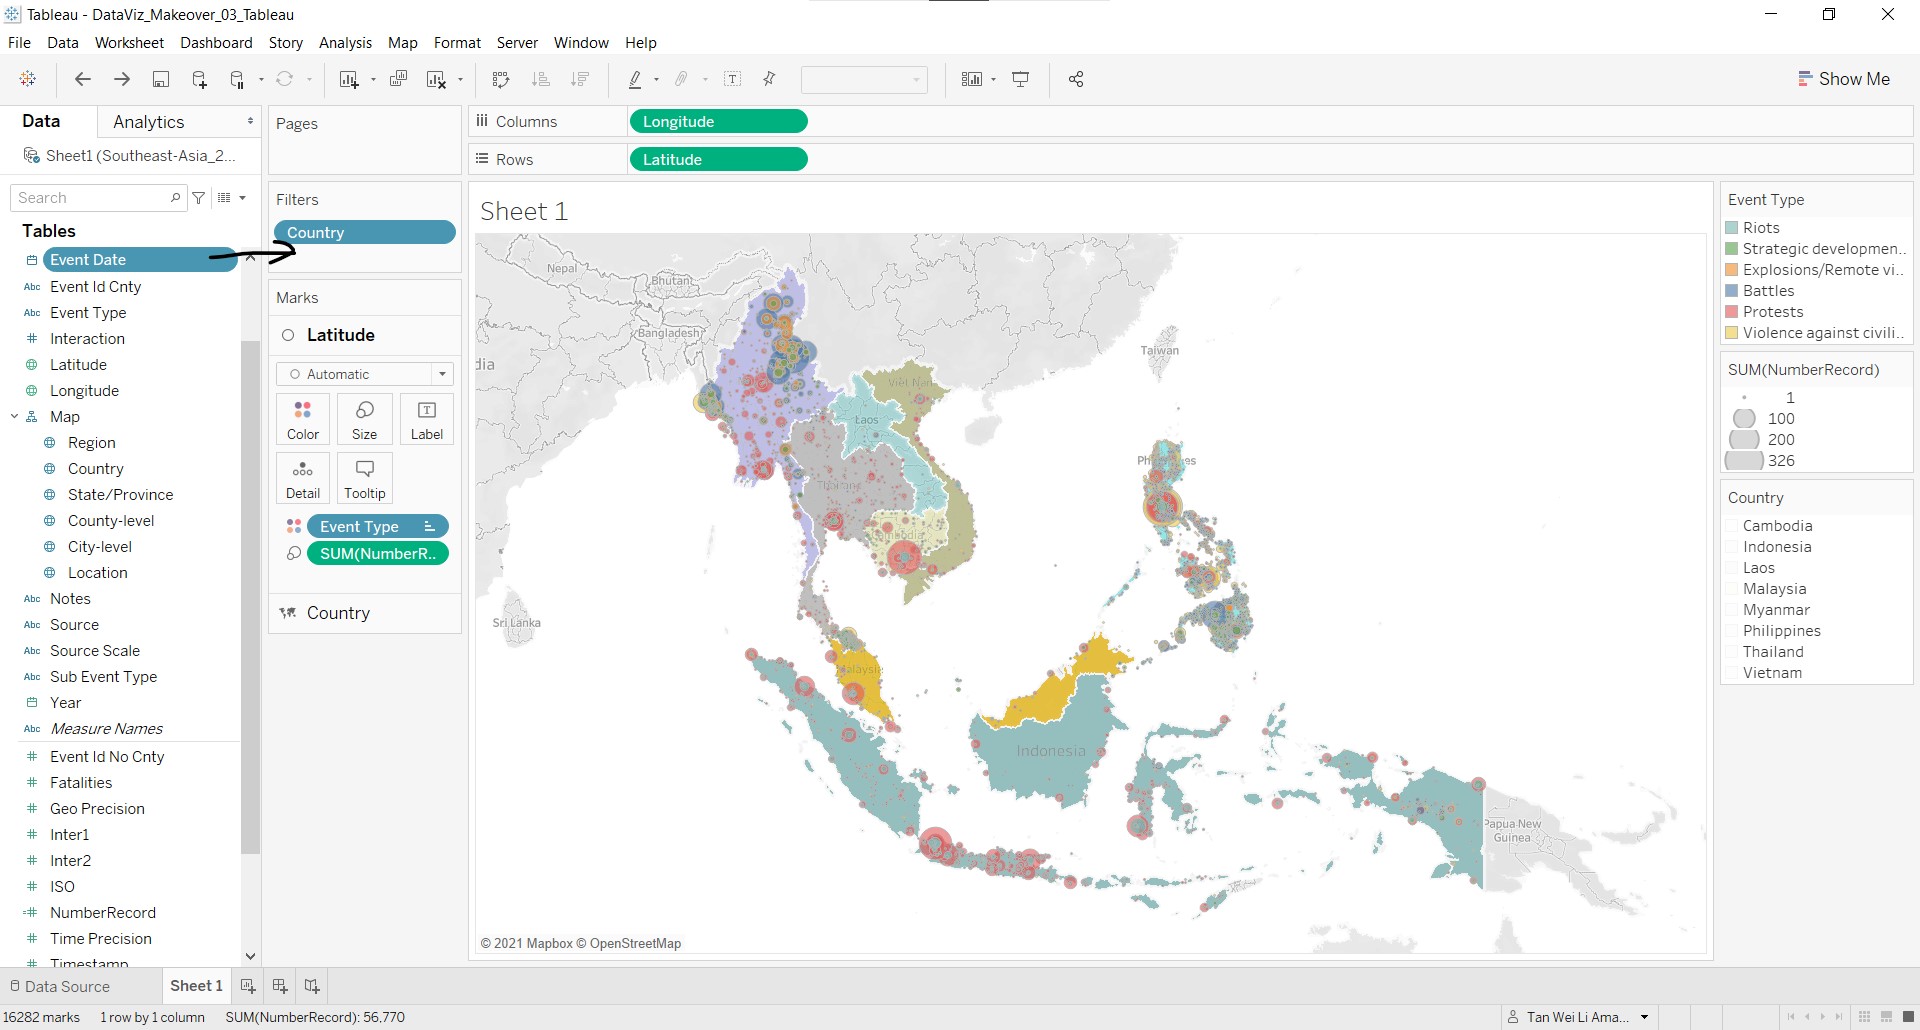 Tableau - DataViz_Makeover_03_Tableau
File Data Worksheet Dashboard Story Analysis Map Format Server Window Help
Show Me
Data Analytics
Sheet1 (Southeast-Asia_2...
Search
Tables
Event Date
Event Id Cnty
Event Type
Interaction
Latitude
Longitude
Map
Region
Country
State/Province
County-level
City-level
Location
Notes
Source
Source Scale
Sub Event Type
Year
Measure Names
Event Id No Cnty
Fatalities
Geo Precision
Inter1
Inter2
ISO
NumberRecord
Time Precision
Timestamp
Abc
Abc
Abc
Abc
Abc
Abc
Abc
Pages
Filters
Country
Marks
Latitude
Automatic
Color Size Label
Detail Tooltip
Event Type
SUM(NumberR..
Country
Columns Longitude
Rows Latitude
Sheet 1
Nepal
Bhutan
Bangladesh
dia
Taiwan
Viet Nam
Laos
Thailand
Cambodia
Philippines
Sri Lanka
Malaysia
Indonesia
Papua New
Guinea
© 2021 Mapbox © OpenStreetMap
Event Type
Riots
Strategic developmen..
Explosions/Remote vi..
Battles
Protests
Violence against civili..
SUM(NumberRecord)
1
100
200
326
Country
Cambodia
Indonesia
Laos
Malaysia
Myanmar
Philippines
Thailand
Vietnam
Data Source Sheet 1
16282 marks 1 row by 1 column SUM(NumberRecord): 56,770
Tan Wei Li Ama...